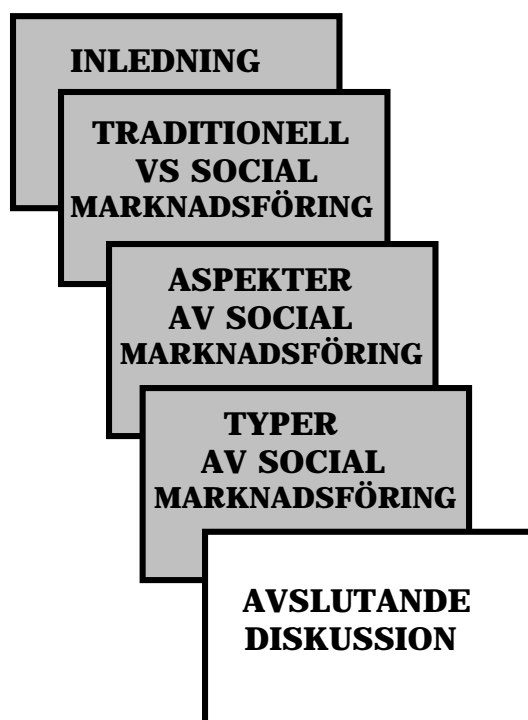 INLEDNING
TRADITIONELL
VS SOCIAL
MARKNADSFÖRING
ASPEKTER
AV SOCIAL
MARKNADSFÖRING
TYPER
AV SOCIAL
MARKNADSFÖRING
AVSLUTANDE
DISKUSSION